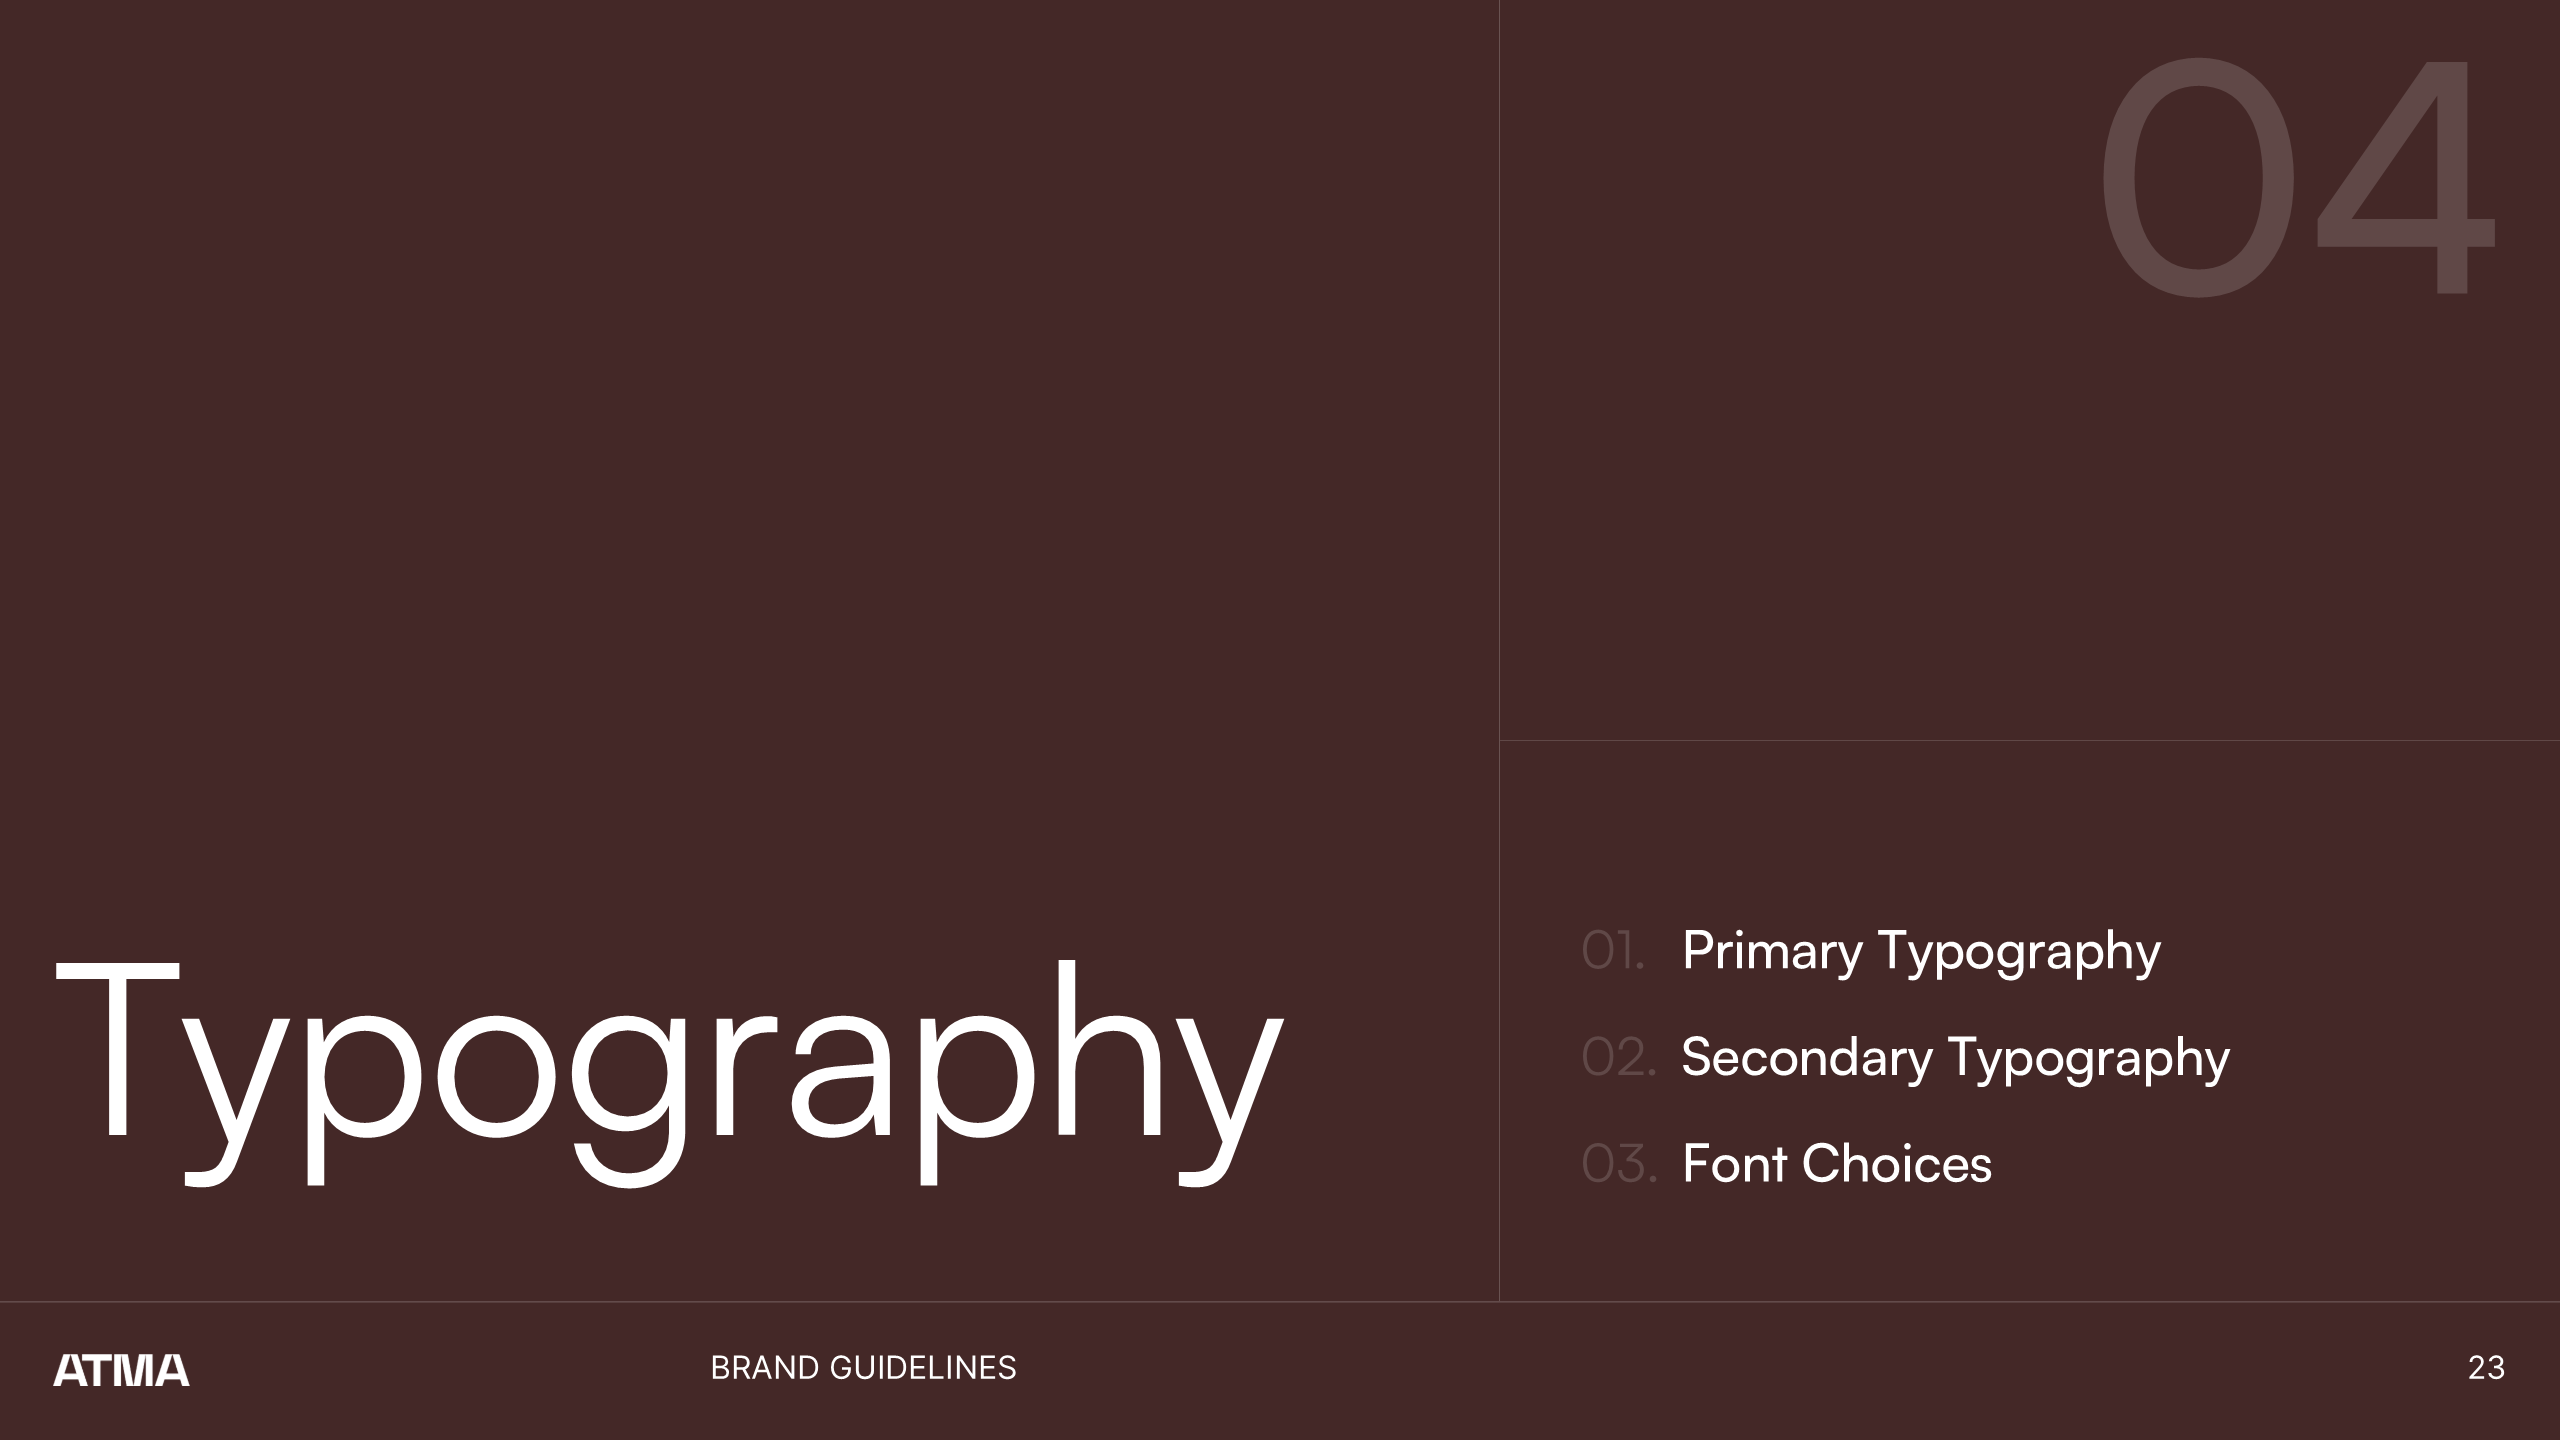 04
Typography
01. Primary Typography
02. Secondary Typography
03. Font Choices
ATMA
BRAND GUIDELINES
23